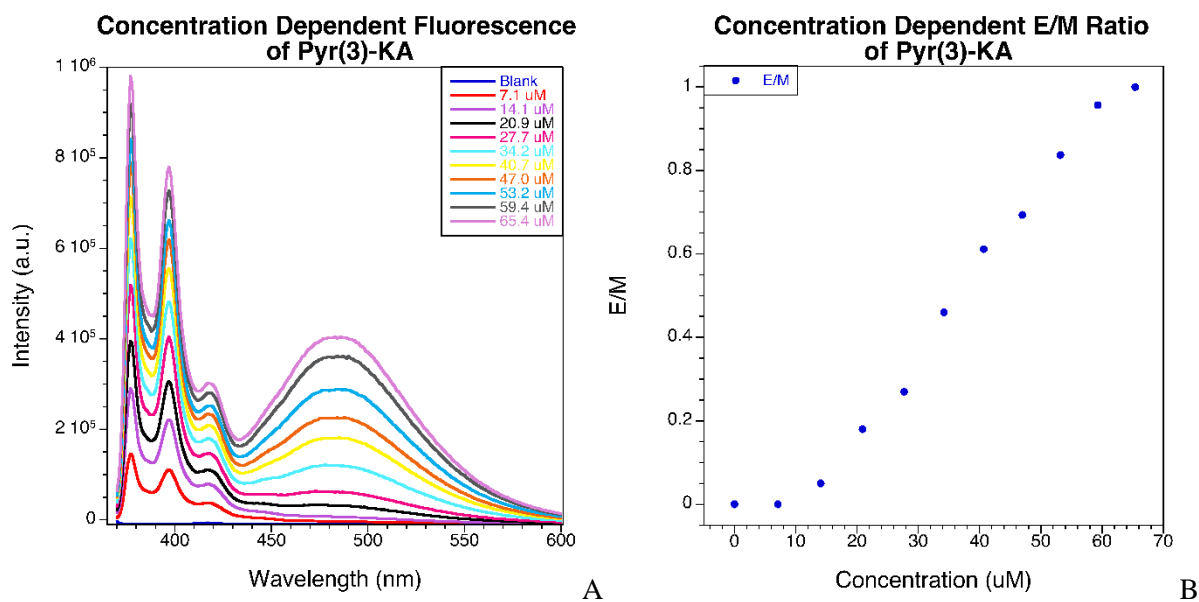 Concentration Dependent Fluorescence
of Pyr(3)-KA
1 10⁶
8 10⁵
6 10⁵
4 10⁵
2 10⁵
0
Intensity (a.u.)
Blank
7.1 uM
14.1 uM
20.9 uM
27.7 uM
34.2 uM
40.7 uM
47.0 uM
53.2 uM
59.4 uM
65.4 uM
400 450 500 550 600
Wavelength (nm)
A
Concentration Dependent E/M Ratio
of Pyr(3)-KA
E/M
1
0.8
0.6
0.4
0.2
0
E/M
0 10 20 30 40 50 60 70
Concentration (uM)
B